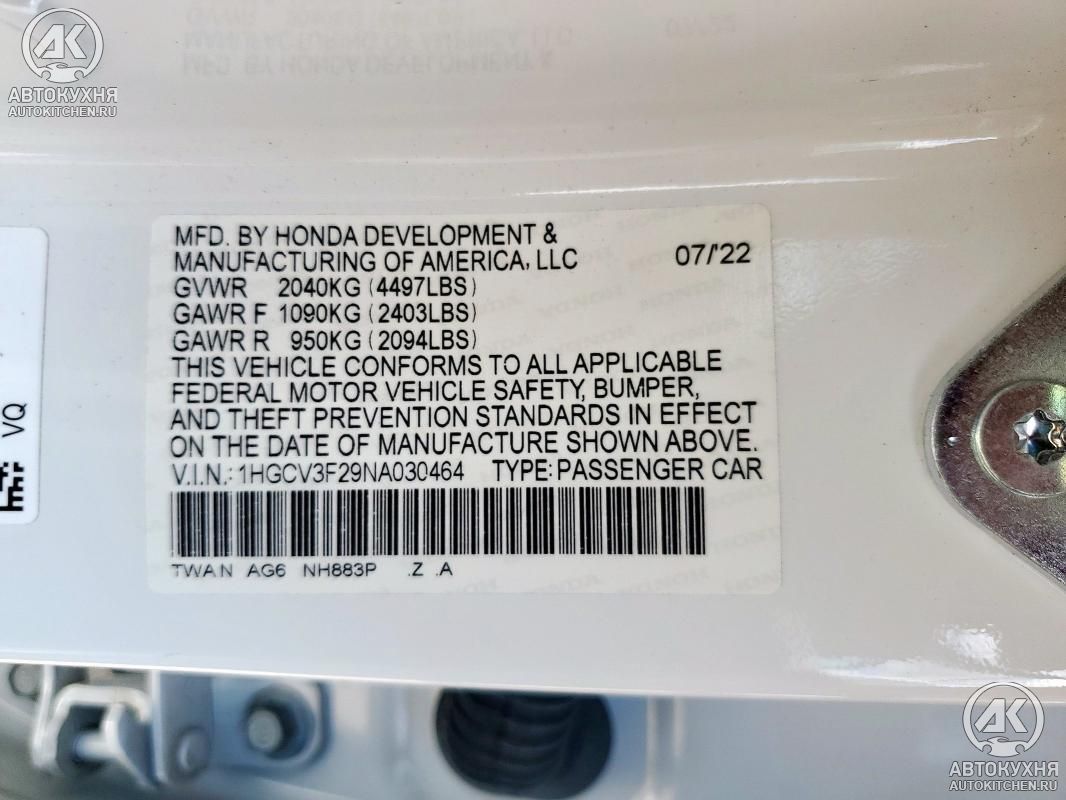 АВТОКУХНЯ
AUTOKITCHEN.RU
MFD. BY HONDA DEVELOPMENT &
MANUFACTURING OF AMERICA, LLC
07/'22
GVWR 2040KG (4497LBS)
GAWR F 1090KG (2403LBS)
GAWR R 950KG (2094LBS)
THIS VEHICLE CONFORMS TO ALL APPLICABLE
FEDERAL MOTOR VEHICLE SAFETY, BUMPER,
AND THEFT PREVENTION STANDARDS IN EFFECT
ON THE DATE OF MANUFACTURE SHOWN ABOVE.
V.I.N.: 1HGCV3F29NA030464 TYPE: PASSENGER CAR
TWAN AG6 NH883P .Z .A
VQ
АВТОКУХНЯ
AUTOKITCHEN.RU